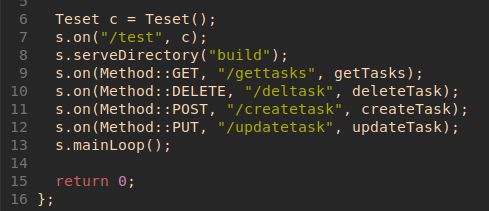 5
6 Teset c = Teset();
7 s.on("/test", c);
8 s.serveDirectory("build");
9 s.on(Method::GET, "/gettasks", getTasks);
10 s.on(Method::DELETE, "/deltask", deleteTask);
11 s.on(Method::POST, "/createtask", createTask);
12 s.on(Method::PUT, "/updatetask", updateTask);
13 s.mainLoop();
14
15 return 0;
16 };